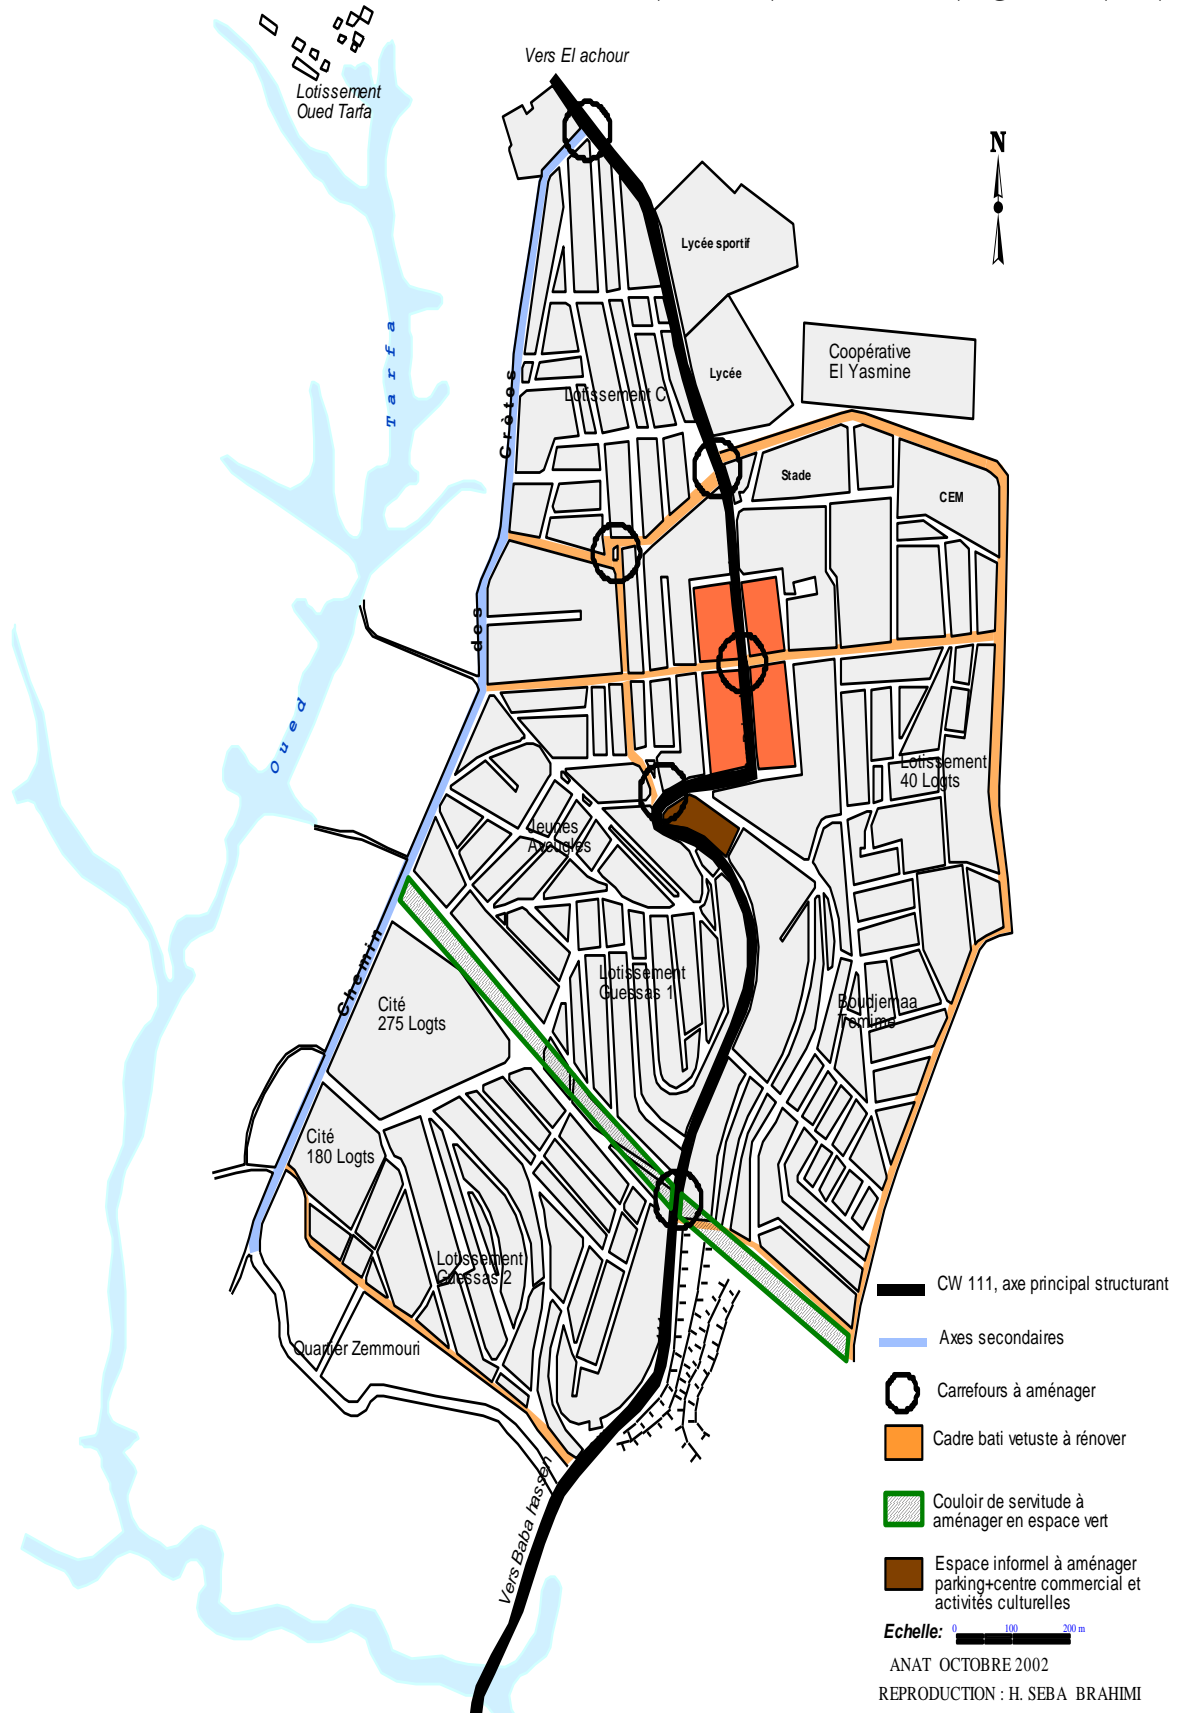 Vers El achour
Lotissement
Oued Tarfa
N
Lycée sportif
Tarfa
Coopérative
El Yasmine
Lycée
Lotissement C
Crètes
Stade
CEM
des
Oued
Lotissement
40 Logts
Jeunes
Aveugles
Chemin
Lotissement
Guessas 1
Cité
275 Logts
Boudjemaa
Tremime
Cité
180 Logts
Lotissement
Guessas 2
Quartier Zemmouri
Vers Baba hassen
CW 111, axe principal structurant
Axes secondaires
Carrefours à aménager
Cadre bati vetuste à rénover
Couloir de servitude à
aménager en espace vert
Espace informel à aménager
parking+centre commercial et
activités culturelles
Echelle: 0 100 200 m
ANAT OCTOBRE 2002
REPRODUCTION : H. SEBA BRAHIMI